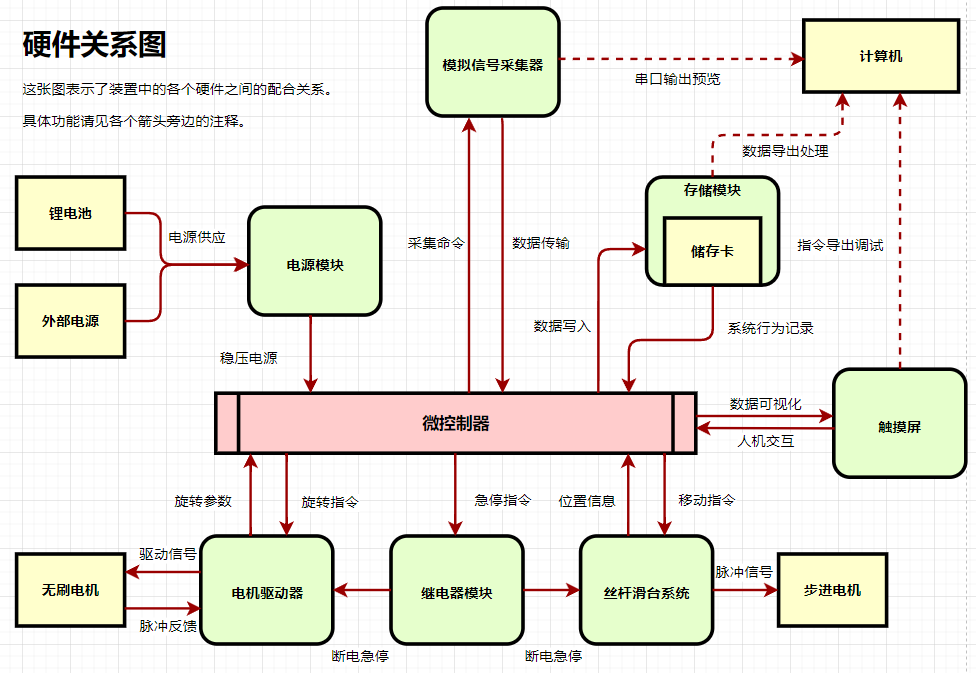 硬件关系图
这张图表示了装置中的各个硬件之间的配合关系。
具体功能请见各个箭头旁边的注释。
模拟信号采集器
串口输出预览
计算机
数据导出处理
锂电池
电源供应
外部电源
电源模块
稳压电源
采集命令
数据传输
存储模块
储存卡
指令导出调试
数据写入
系统行为记录
微控制器
数据可视化
人机交互
触摸屏
旋转参数
旋转指令
急停指令
位置信息
移动指令
无刷电机
驱动信号
脉冲反馈
电机驱动器
继电器模块
丝杆滑台系统
脉冲信号
步进电机
断电急停
断电急停